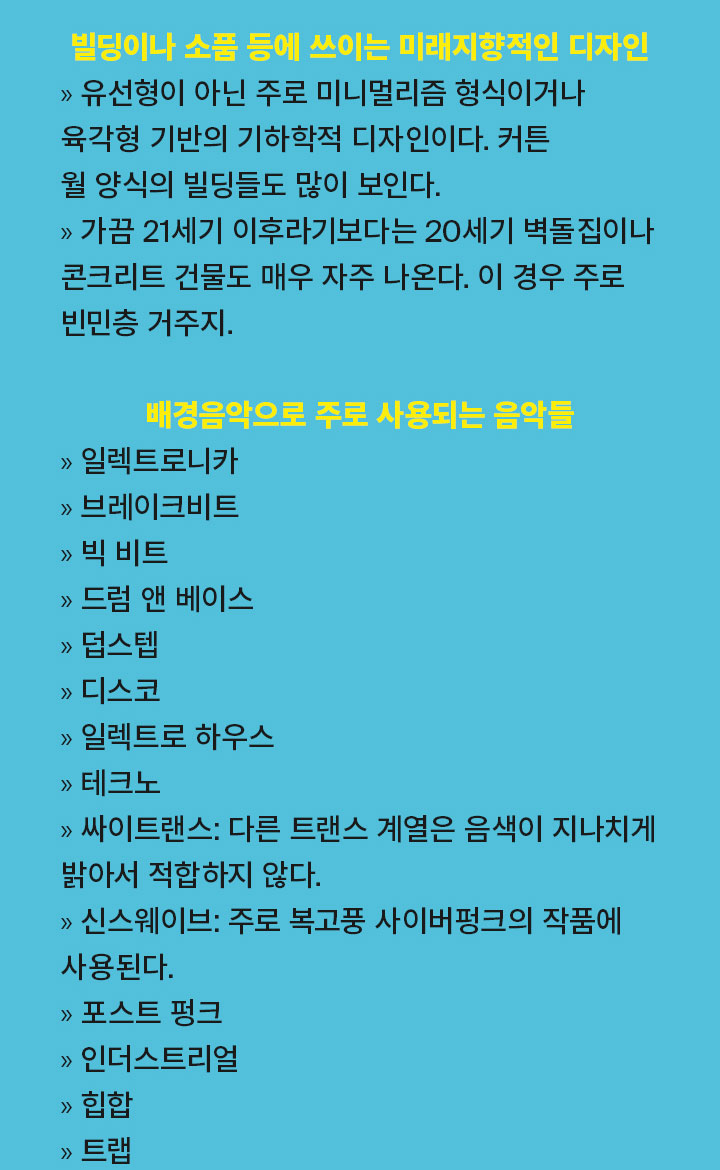 빌딩이나 소품 등에 쓰이는 미래지향적인 디자인
» 유선형이 아닌 주로 미니멀리즘 형식이거나
육각형 기반의 기하학적 디자인이다. 커튼
월 양식의 빌딩들도 많이 보인다.
» 가끔 21세기 이후라기보다는 20세기 벽돌집이나
콘크리트 건물도 매우 자주 나온다. 이 경우 주로
빈민층 거주지.
배경음악으로 주로 사용되는 음악들
» 일렉트로니카
» 브레이크비트
» 빅 비트
» 드럼 앤 베이스
» 덥스텝
» 디스코
» 일렉트로 하우스
» 테크노
» 싸이트랜스: 다른 트랜스 계열은 음색이 지나치게
밝아서 적합하지 않다.
» 신스웨이브: 주로 복고풍 사이버펑크의 작품에
사용된다.
» 포스트 펑크
» 인더스트리얼
» 힙합
» 트랩